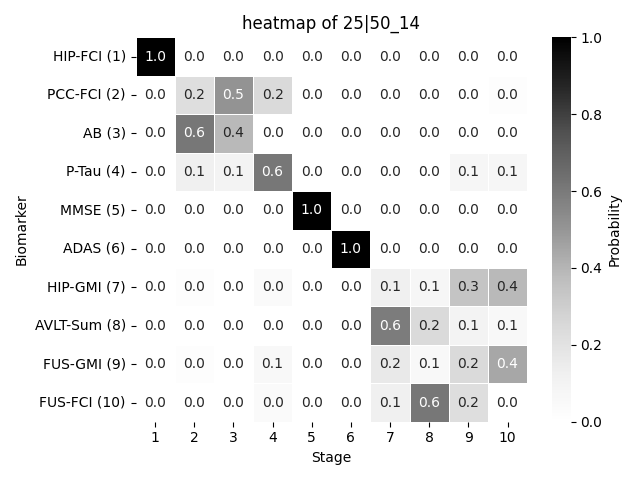 heatmap of 25|50_14
HIP-FCI (1) 1.0 0.0 0.0 0.0 0.0 0.0 0.0 0.0 0.0 0.0
PCC-FCI (2) 0.0 0.2 0.5 0.2 0.0 0.0 0.0 0.0 0.0 0.0
AB (3) 0.0 0.6 0.4 0.0 0.0 0.0 0.0 0.0 0.0 0.0
P-Tau (4) 0.0 0.1 0.1 0.6 0.0 0.0 0.0 0.0 0.1 0.1
MMSE (5) 0.0 0.0 0.0 0.0 1.0 0.0 0.0 0.0 0.0 0.0
ADAS (6) 0.0 0.0 0.0 0.0 0.0 1.0 0.0 0.0 0.0 0.0
HIP-GMI (7) 0.0 0.0 0.0 0.0 0.0 0.0 0.1 0.1 0.3 0.4
AVLT-Sum (8) 0.0 0.0 0.0 0.0 0.0 0.0 0.6 0.2 0.1 0.1
FUS-GMI (9) 0.0 0.0 0.0 0.1 0.0 0.0 0.2 0.1 0.2 0.4
FUS-FCI (10) 0.0 0.0 0.0 0.0 0.0 0.0 0.1 0.6 0.2 0.0
1 2 3 4 5 6 7 8 9 10
Stage
Biomarker
1.0
0.8
0.6
0.4
0.2
0.0
Probability